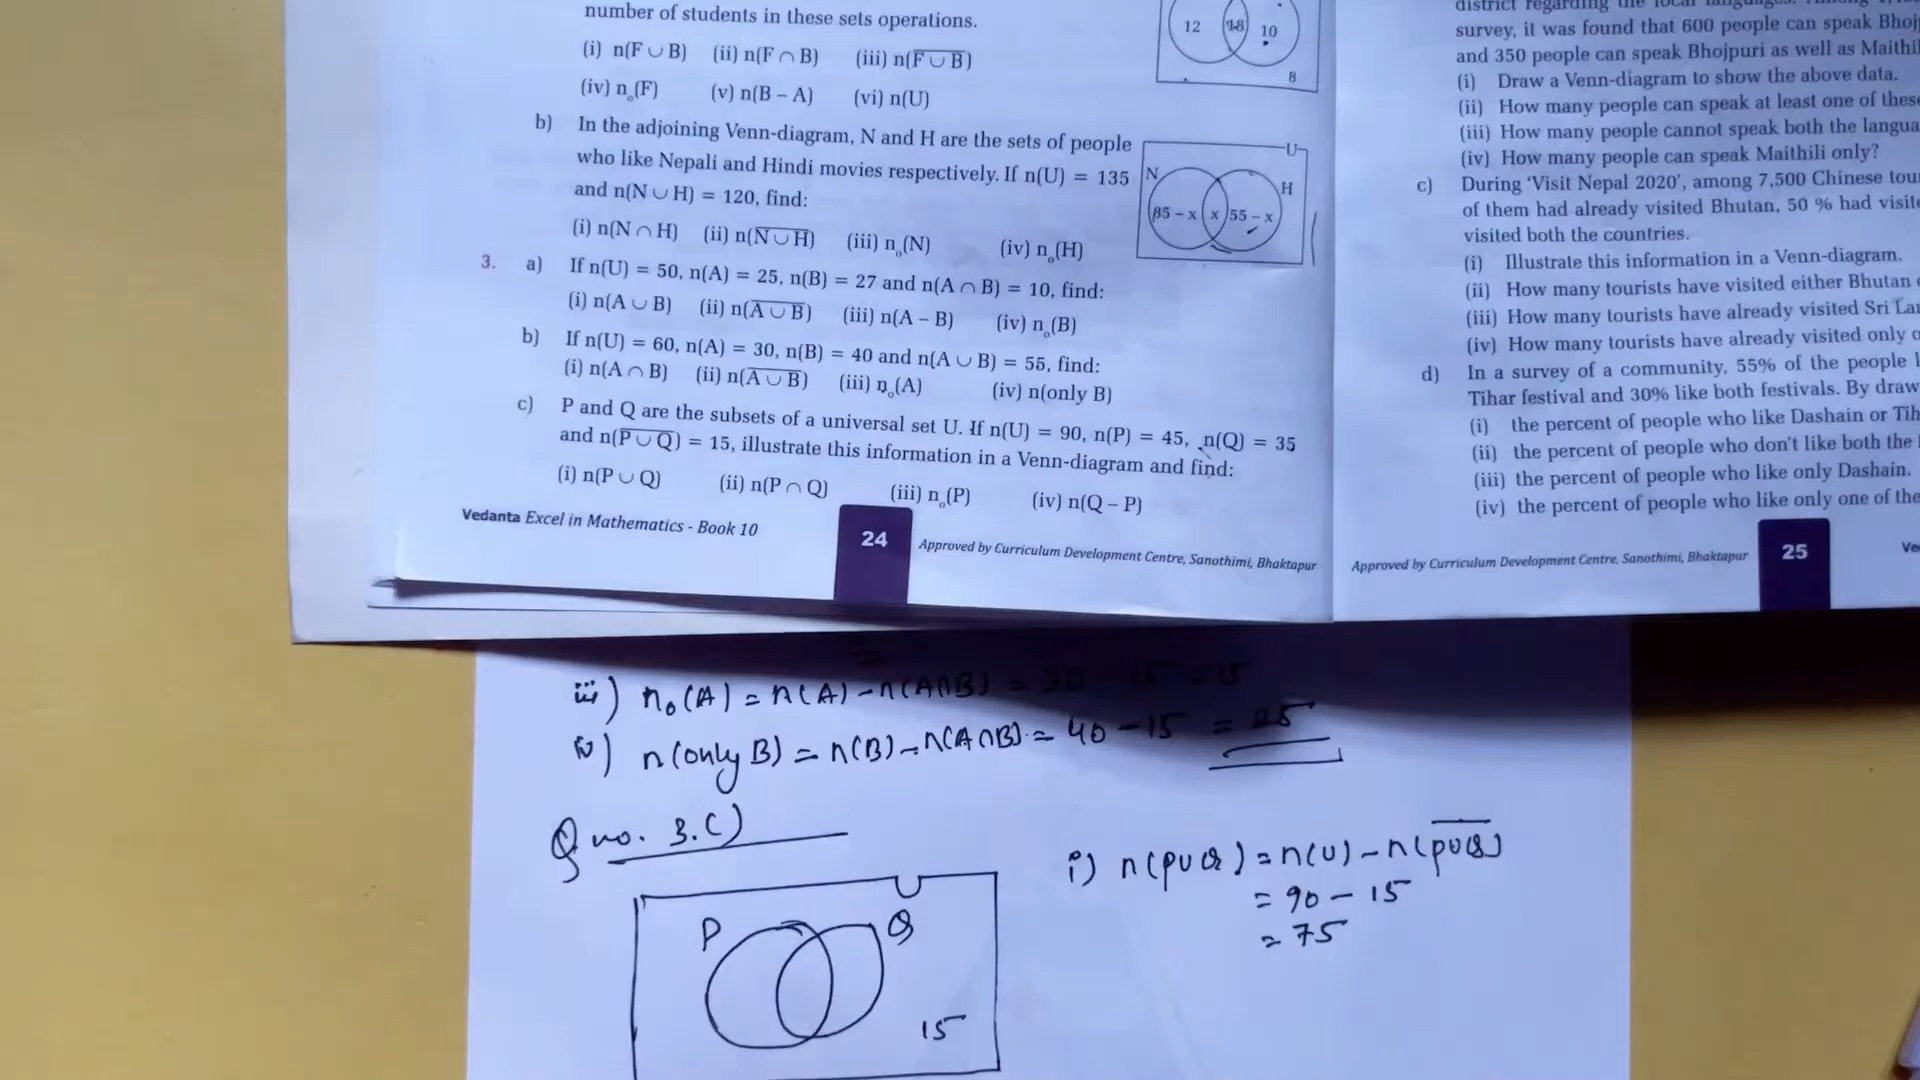 number of students in these sets operations.
(i) n(F ∪ B) (ii) n(F ∩ B) (iii) n(F̅ ̅∪̅ ̅B̅)
(iv) nₒ(F) (v) n(B – A) (vi) n(U)
12 18 10
8
b) In the adjoining Venn-diagram, N and H are the sets of people
who like Nepali and Hindi movies respectively. If n(U) = 135
and n(N ∪ H) = 120, find:
(i) n(N ∩ H) (ii) n(N̅ ̅∪̅ ̅H̅) (iii) nₒ(N) (iv) nₒ(H)
U
N H
85 – x x 55 – x
3. a) If n(U) = 50, n(A) = 25, n(B) = 27 and n(A ∩ B) = 10, find:
(i) n(A ∪ B) (ii) n(A̅ ̅∪̅ ̅B̅) (iii) n(A – B) (iv) nₒ(B)
b) If n(U) = 60, n(A) = 30, n(B) = 40 and n(A ∪ B) = 55, find:
(i) n(A ∩ B) (ii) n(A̅ ̅∪̅ ̅B̅) (iii) nₒ(A) (iv) n(only B)
c) P and Q are the subsets of a universal set U. If n(U) = 90, n(P) = 45, n(Q) = 35
and n(P̅ ̅∪̅ ̅Q̅) = 15, illustrate this information in a Venn-diagram and find:
(i) n(P ∪ Q) (ii) n(P ∩ Q) (iii) nₒ(P) (iv) n(Q – P)
Vedanta Excel in Mathematics - Book 10
24
Approved by Curriculum Development Centre, Sanothimi, Bhaktapur
survey, it was found that 600 people can speak
and 350 people can speak Bhojpuri as well as
(i) Draw a Venn-diagram to show the above data.
(ii) How many people can speak at least one of
(iii) How many people cannot speak both the
(iv) How many people can speak Maithili only?
c) During 'Visit Nepal 2020', among 7,500 Chinese
of them had already visited Bhutan, 50 % had
visited both the countries.
(i) Illustrate this information in a Venn-diagram.
(ii) How many tourists have visited either Bhutan
(iii) How many tourists have already visited Sri
(iv) How many tourists have already visited only
d) In a survey of a community, 55% of the people
Tihar festival and 30% like both festivals. By
(i) the percent of people who like Dashain or
(ii) the percent of people who don't like both the
(iii) the percent of people who like only Dashain.
(iv) the percent of people who like only one of the
Approved by Curriculum Development Centre, Sanothimi, Bhaktapur
25
iii) n₀(A) = n(A) – n(A∩B) = 30 – 15 = 15
iv) n(only B) = n(B) – n(A∩B) = 40 – 15 = 25
Q no. 3.c)
U
P Q
15
i) n(P∪Q) = n(U) – n(P̅∪̅Q̅)
= 90 – 15
= 75